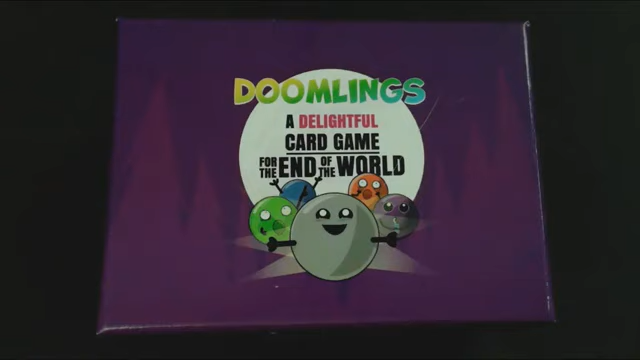 DOOMLINGS
A DELIGHTFUL
CARD GAME
FOR THE END OF THE WORLD